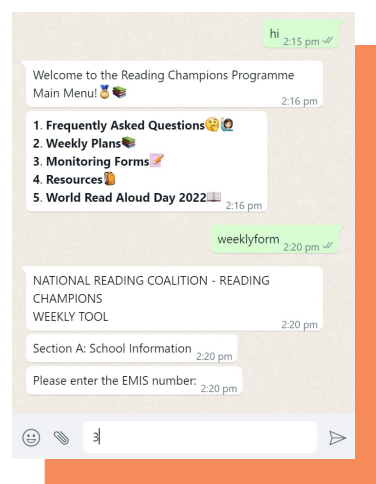 hi
2:15 pm
Welcome to the Reading Champions Programme
Main Menu!🏅📚
2:16 pm
1. Frequently Asked Questions🤔🙋🏻‍♀️
2. Weekly Plans📚
3. Monitoring Forms📝
4. Resources🎒
5. World Read Aloud Day 2022📖
2:16 pm
weeklyform
2:20 pm
NATIONAL READING COALITION - READING
CHAMPIONS
WEEKLY TOOL
2:20 pm
Section A: School Information
2:20 pm
Please enter the EMIS number:
2:20 pm
3